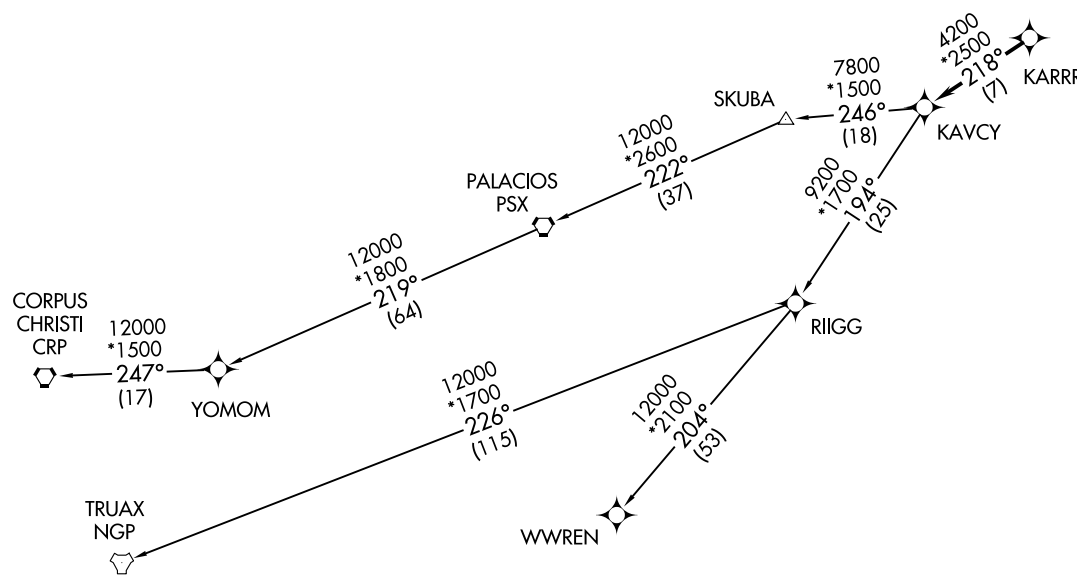 4200
*2500
218°
(7)
KARRR
KAVCY
7800
*1500
246°
(18)
SKUBA
12000
*2600
222°
(37)
PALACIOS
PSX
9200
*1700
194°
(25)
RIIGG
12000
*1800
219°
(64)
CORPUS
CHRISTI
CRP
12000
*1500
247°
(17)
YOMOM
12000
*1700
226°
(115)
12000
*2100
204°
(53)
TRUAX
NGP
WWREN